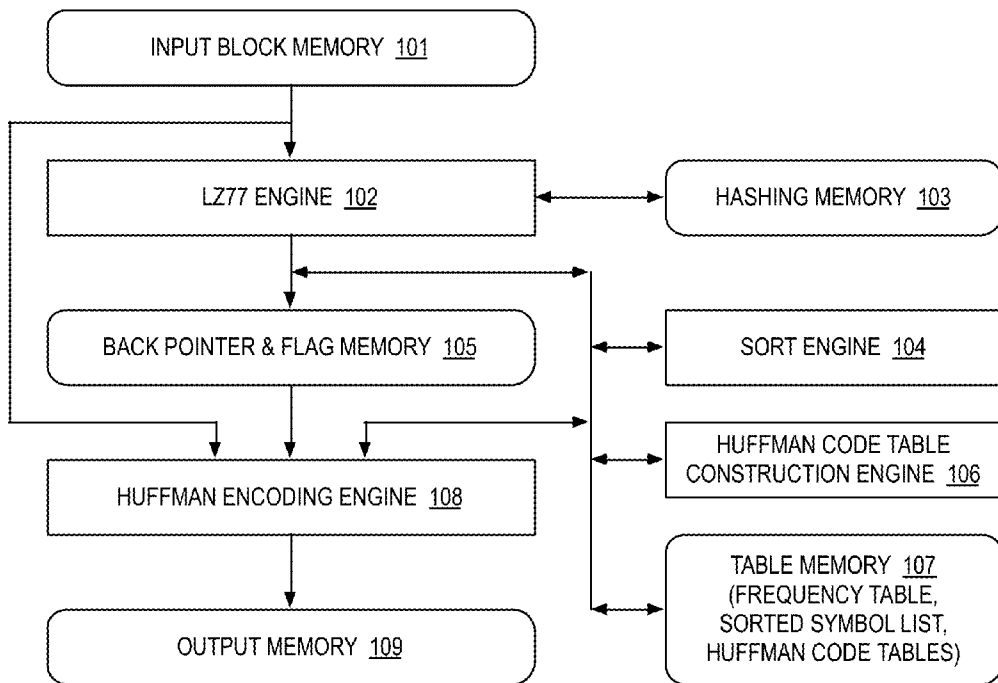 INPUT BLOCK MEMORY 101
LZ77 ENGINE 102
HASHING MEMORY 103
BACK POINTER & FLAG MEMORY 105
SORT ENGINE 104
HUFFMAN CODE TABLE
CONSTRUCTION ENGINE 106
HUFFMAN ENCODING ENGINE 108
TABLE MEMORY 107
(FREQUENCY TABLE,
SORTED SYMBOL LIST,
HUFFMAN CODE TABLES)
OUTPUT MEMORY 109